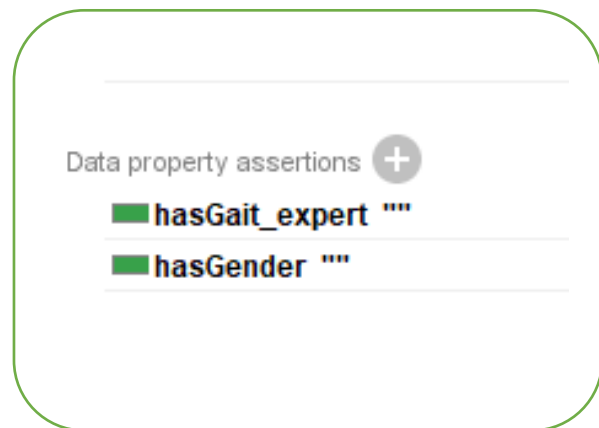 Data property assertions +
hasGait_expert ""
hasGender ""